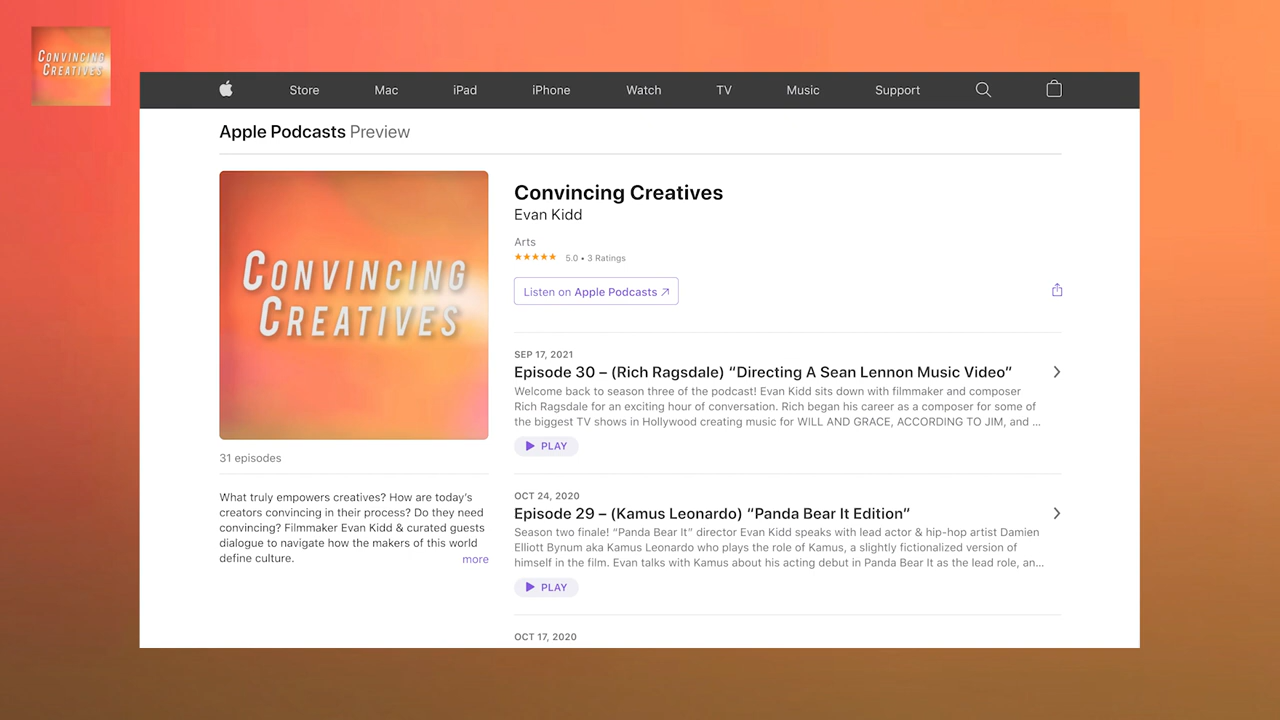 CONVINCING
CREATIVES
Store Mac iPad iPhone Watch TV Music Support
Apple Podcasts Preview
CONVINCING
CREATIVES
31 episodes
What truly empowers creatives? How are today’s
creators convincing in their process? Do they need
convincing? Filmmaker Evan Kidd & curated guests
dialogue to navigate how the makers of this world
define culture. more
Convincing Creatives
Evan Kidd
Arts
★★★★★ 5.0 • 3 Ratings
Listen on Apple Podcasts ↗
SEP 17, 2021
Episode 30 – (Rich Ragsdale) “Directing A Sean Lennon Music Video”
Welcome back to season three of the podcast! Evan Kidd sits down with filmmaker and composer
Rich Ragsdale for an exciting hour of conversation. Rich began his career as a composer for some of
the biggest TV shows in Hollywood creating music for WILL AND GRACE, ACCORDING TO JIM, and ...
PLAY
OCT 24, 2020
Episode 29 – (Kamus Leonardo) “Panda Bear It Edition”
Season two finale! “Panda Bear It” director Evan Kidd speaks with lead actor & hip-hop artist Damien
Elliott Bynum aka Kamus Leonardo who plays the role of Kamus, a slightly fictionalized version of
himself in the film. Evan talks with Kamus about his acting debut in Panda Bear It as the lead role, an...
PLAY
OCT 17, 2020